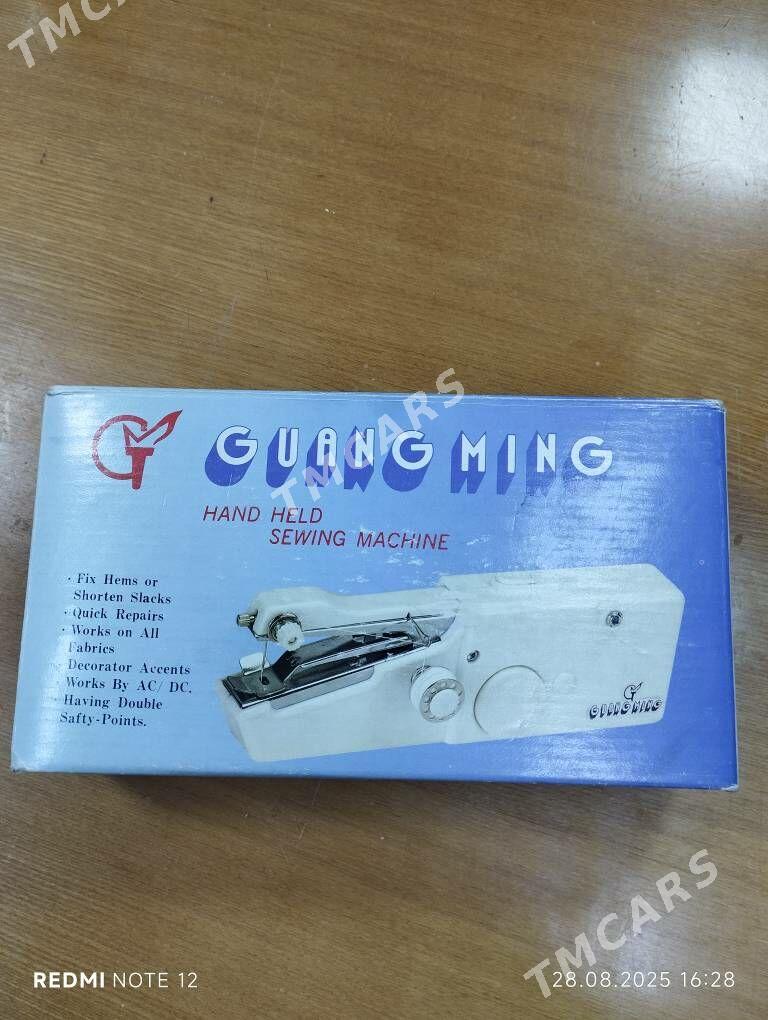 TMCARS
GUANG MING
TMCARS
HAND HELD
SEWING MACHINE
· Fix Hems or
Shorten Slacks
· Quick Repairs
· Works on All
Fabrics
· Decorator Accents
· Works By AC/ DC.
· Having Double
Safty-Points.
GUANG MING
TMCARS
REDMI NOTE 12
28.08.2025 16:28